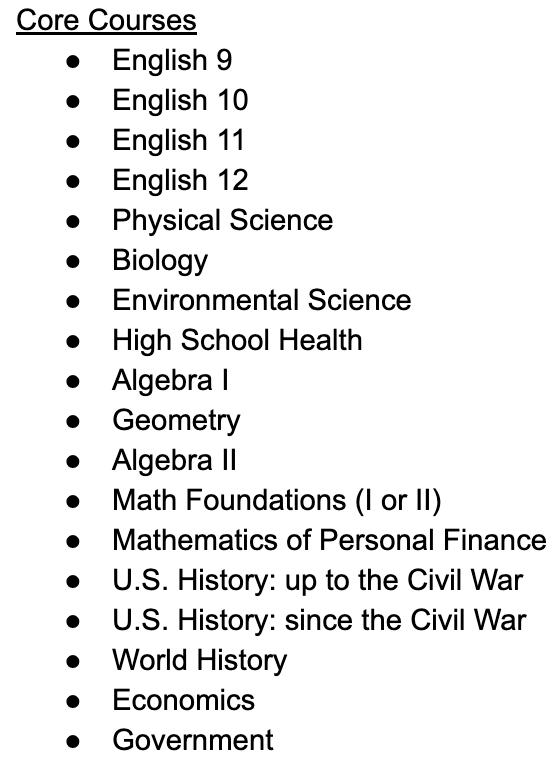 Core Courses
● English 9
● English 10
● English 11
● English 12
● Physical Science
● Biology
● Environmental Science
● High School Health
● Algebra I
● Geometry
● Algebra II
● Math Foundations (I or II)
● Mathematics of Personal Finance
● U.S. History: up to the Civil War
● U.S. History: since the Civil War
● World History
● Economics
● Government